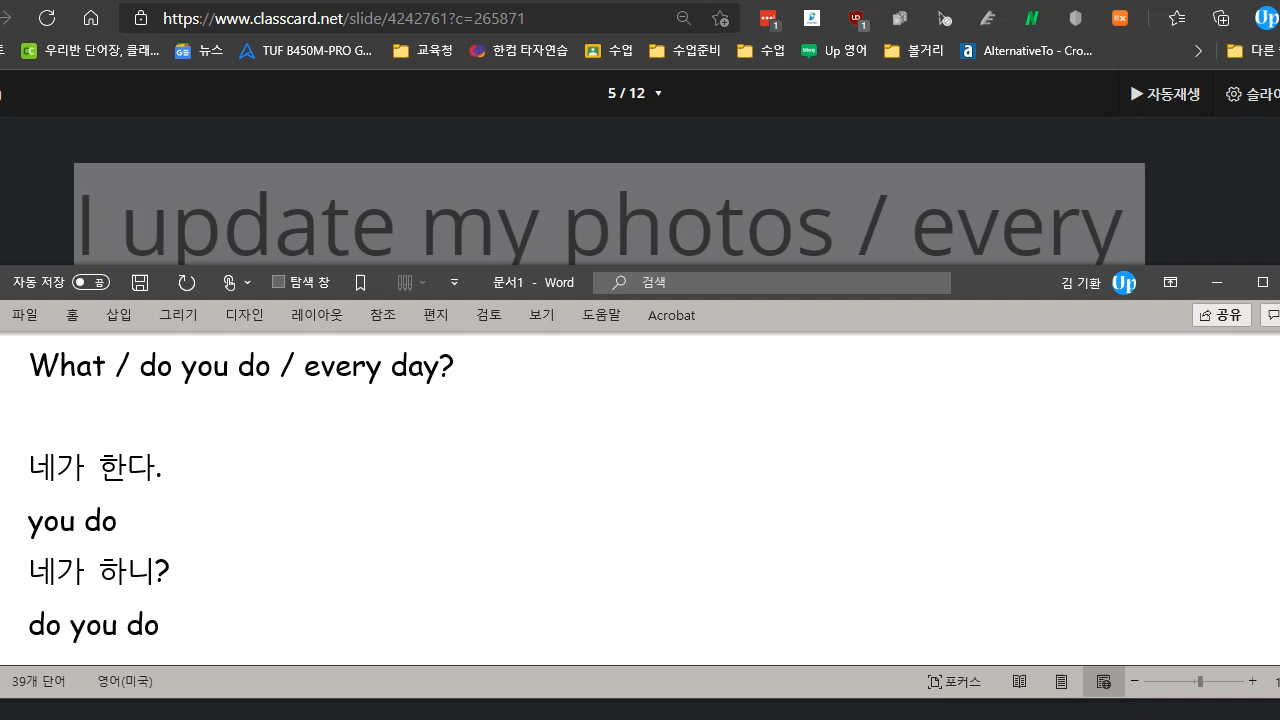 https://www.classcard.net/slide/4242761?c=265871
우리반 단어장, 클래... 뉴스 TUF B450M-PRO G... 교육청 한컴 타자연습 수업 수업준비 수업 Up 영어 볼거리 AlternativeTo - Cro... 다른
5 / 12 자동재생 슬라이
I update my photos / every
자동 저장 끔 탐색 창 문서1 - Word 검색 김 기환 Up
파일 홈 삽입 그리기 디자인 레이아웃 참조 편지 검토 보기 도움말 Acrobat 공유
What / do you do / every day?
네가 한다.
you do
네가 하니?
do you do
39개 단어 영어(미국) 포커스